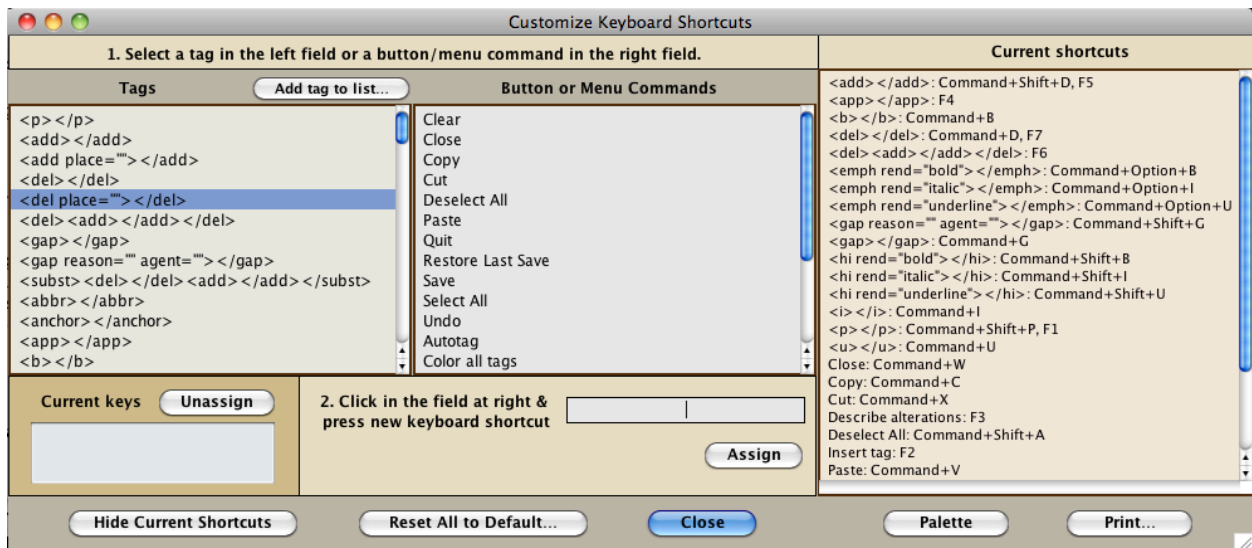 Customize Keyboard Shortcuts
1. Select a tag in the left field or a button/menu command in the right field.
Tags
Add tag to list...
<p></p>
<add></add>
<add place=""></add>
<del></del>
<del place=""></del>
<del><add></add></del>
<gap></gap>
<gap reason="" agent=""></gap>
<subst><del></del><add></add></subst>
<abbr></abbr>
<anchor></anchor>
<app></app>
<b></b>
Button or Menu Commands
Clear
Close
Copy
Cut
Deselect All
Paste
Quit
Restore Last Save
Save
Select All
Undo
Autotag
Color all tags
Current shortcuts
<add></add>: Command+Shift+D, F5
<app></app>: F4
<b></b>: Command+B
<del></del>: Command+D, F7
<del><add></add></del>: F6
<emph rend="bold"></emph>: Command+Option+B
<emph rend="italic"></emph>: Command+Option+I
<emph rend="underline"></emph>: Command+Option+U
<gap reason="" agent=""></gap>: Command+Shift+G
<gap></gap>: Command+G
<hi rend="bold"></hi>: Command+Shift+B
<hi rend="italic"></hi>: Command+Shift+I
<hi rend="underline"></hi>: Command+Shift+U
<i></i>: Command+I
<p></p>: Command+Shift+P, F1
<u></u>: Command+U
Close: Command+W
Copy: Command+C
Cut: Command+X
Describe alterations: F3
Deselect All: Command+Shift+A
Insert tag: F2
Paste: Command+V
Current keys
Unassign
2. Click in the field at right &
press new keyboard shortcut
Assign
Hide Current Shortcuts
Reset All to Default...
Close
Palette
Print...